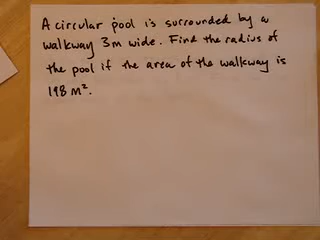 A circular pool is surrounded by a
walkway 3m wide. Find the radius of
the pool if the area of the walkway is
198 m².